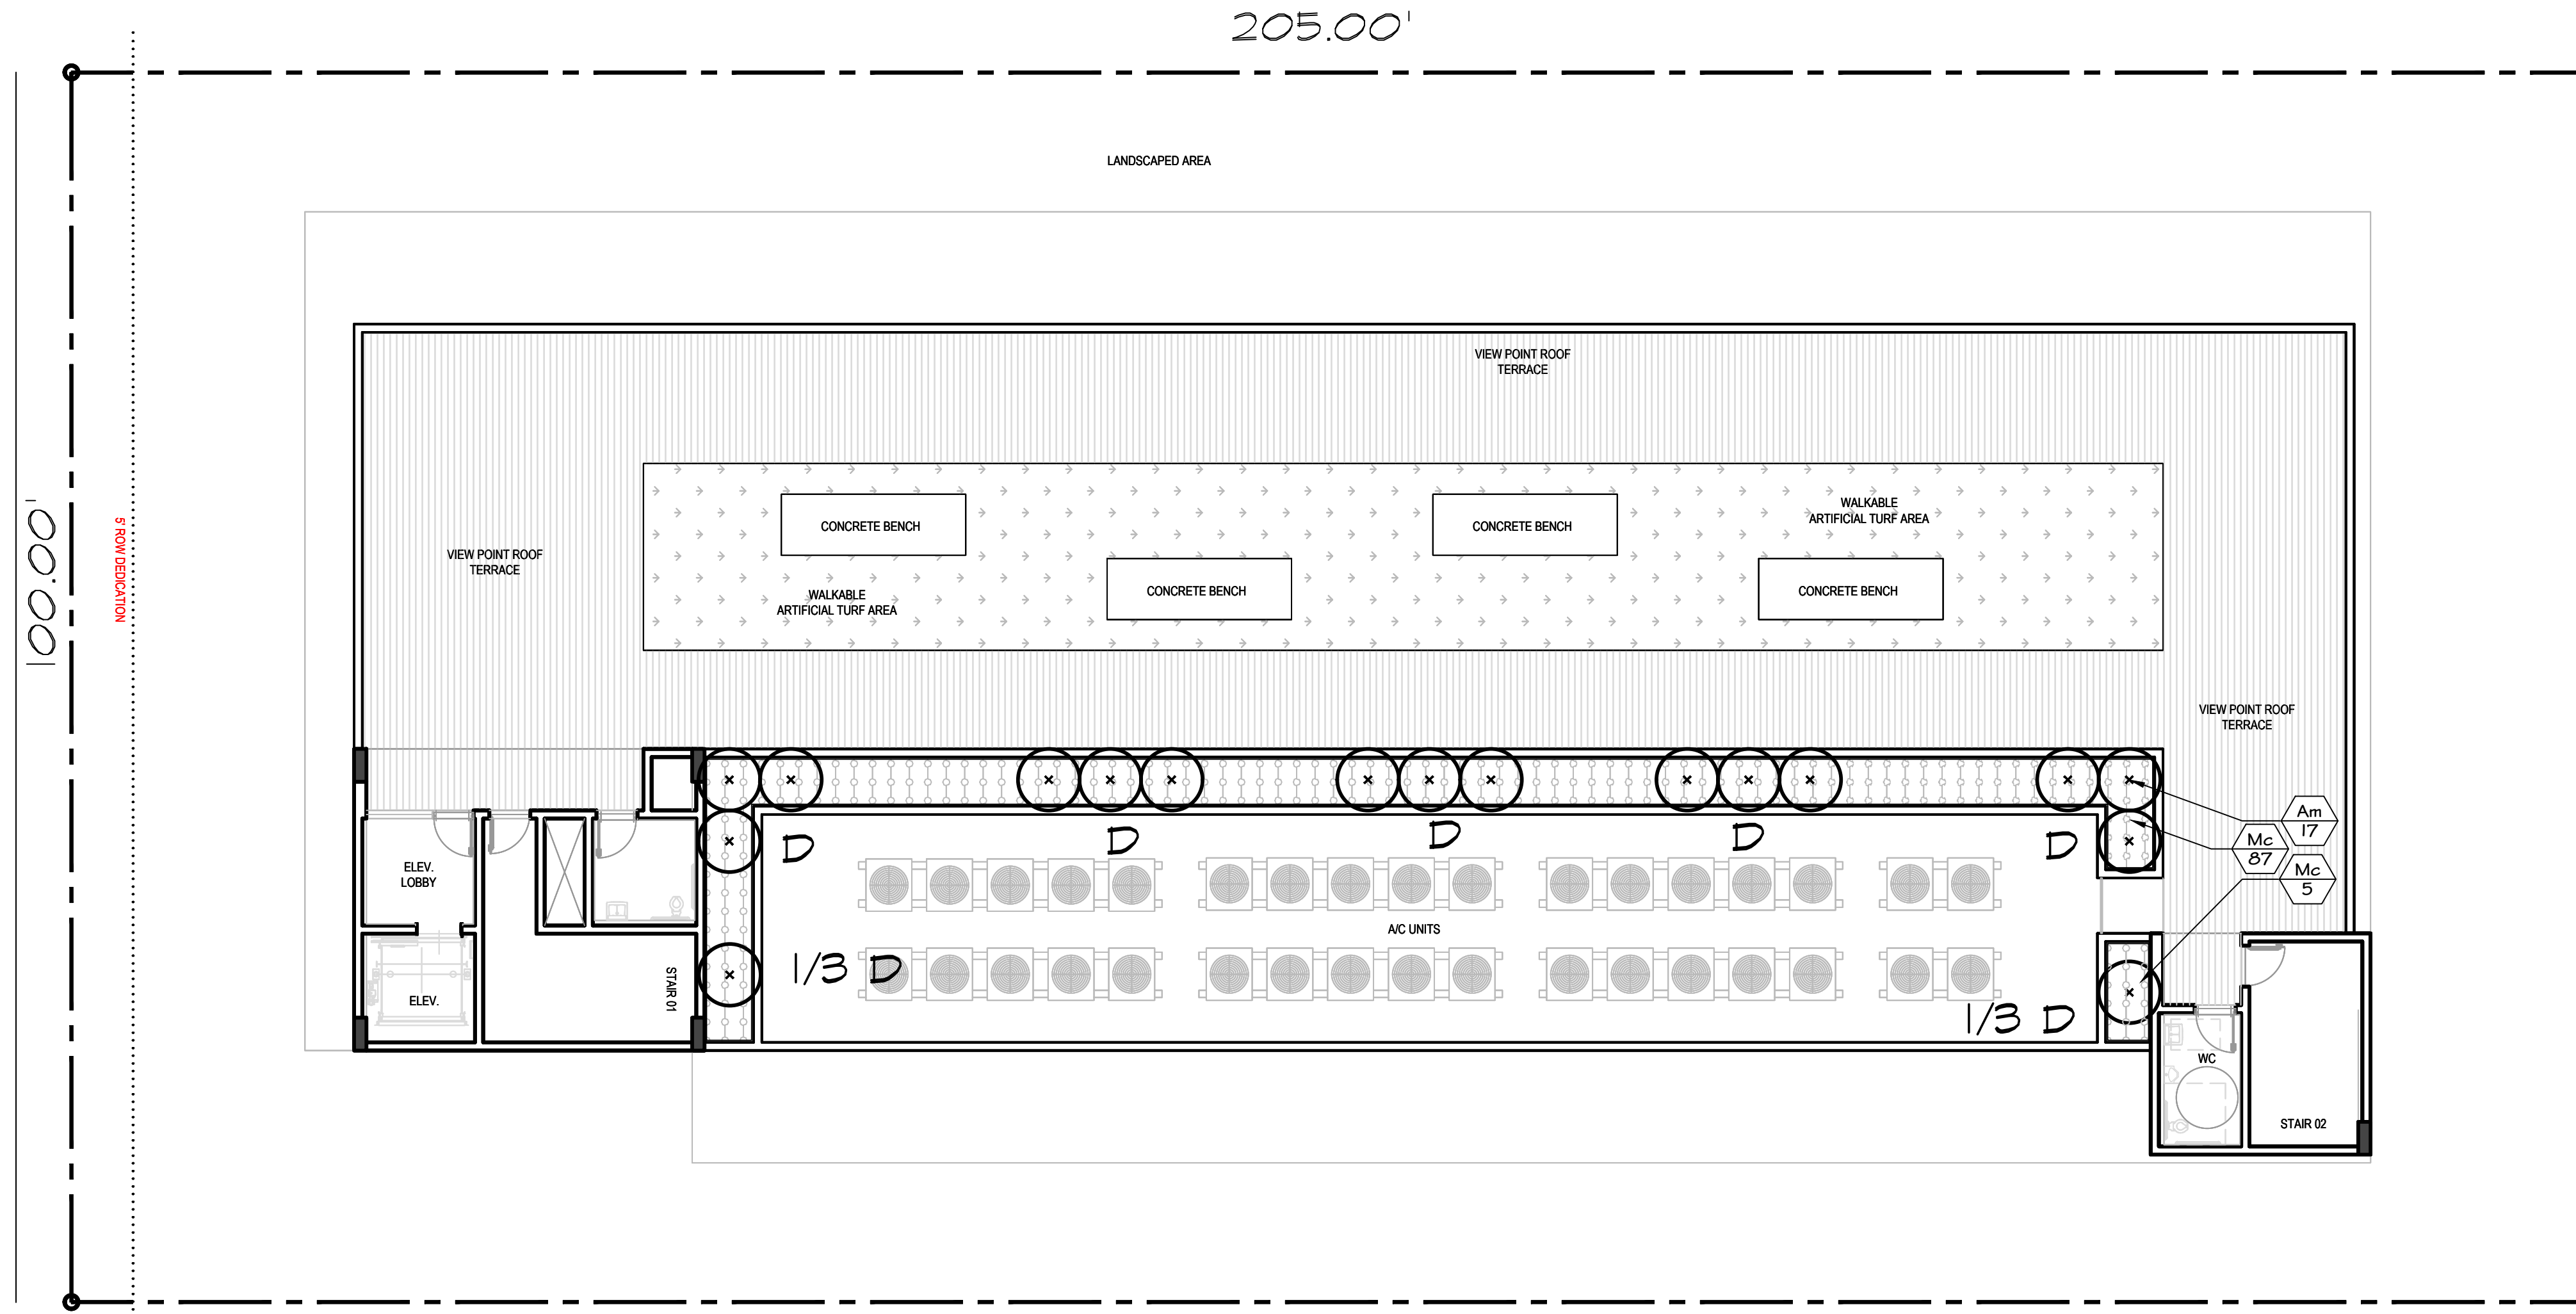 205.00'
LANDSCAPED AREA
VIEW POINT ROOF
TERRACE
100.00'
5' ROW DEDICATION
VIEW POINT ROOF
TERRACE
CONCRETE BENCH
CONCRETE BENCH
WALKABLE
ARTIFICIAL TURF AREA
WALKABLE
ARTIFICIAL TURF AREA
CONCRETE BENCH
CONCRETE BENCH
VIEW POINT ROOF
TERRACE
Am
17
Mc
87
Mc
5
D
D
D
D
D
ELEV.
LOBBY
A/C UNITS
1/3 D
STAIR 01
ELEV.
1/3 D
WC
STAIR 02